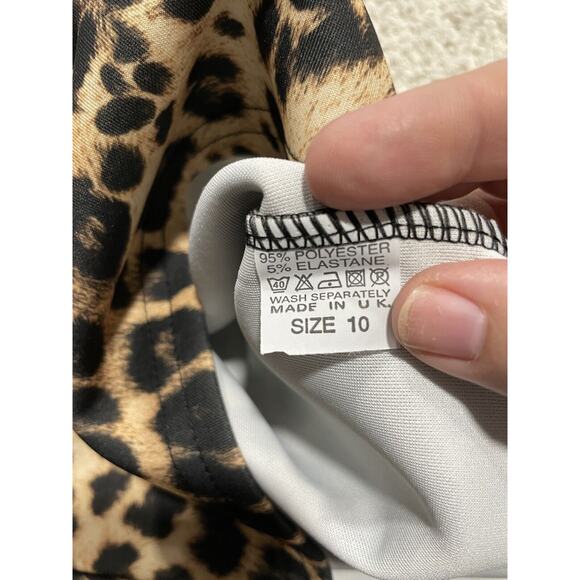 95% POLYESTER
5% ELASTANE
40
WASH SEPARATELY
MADE IN U.K.
SIZE 10